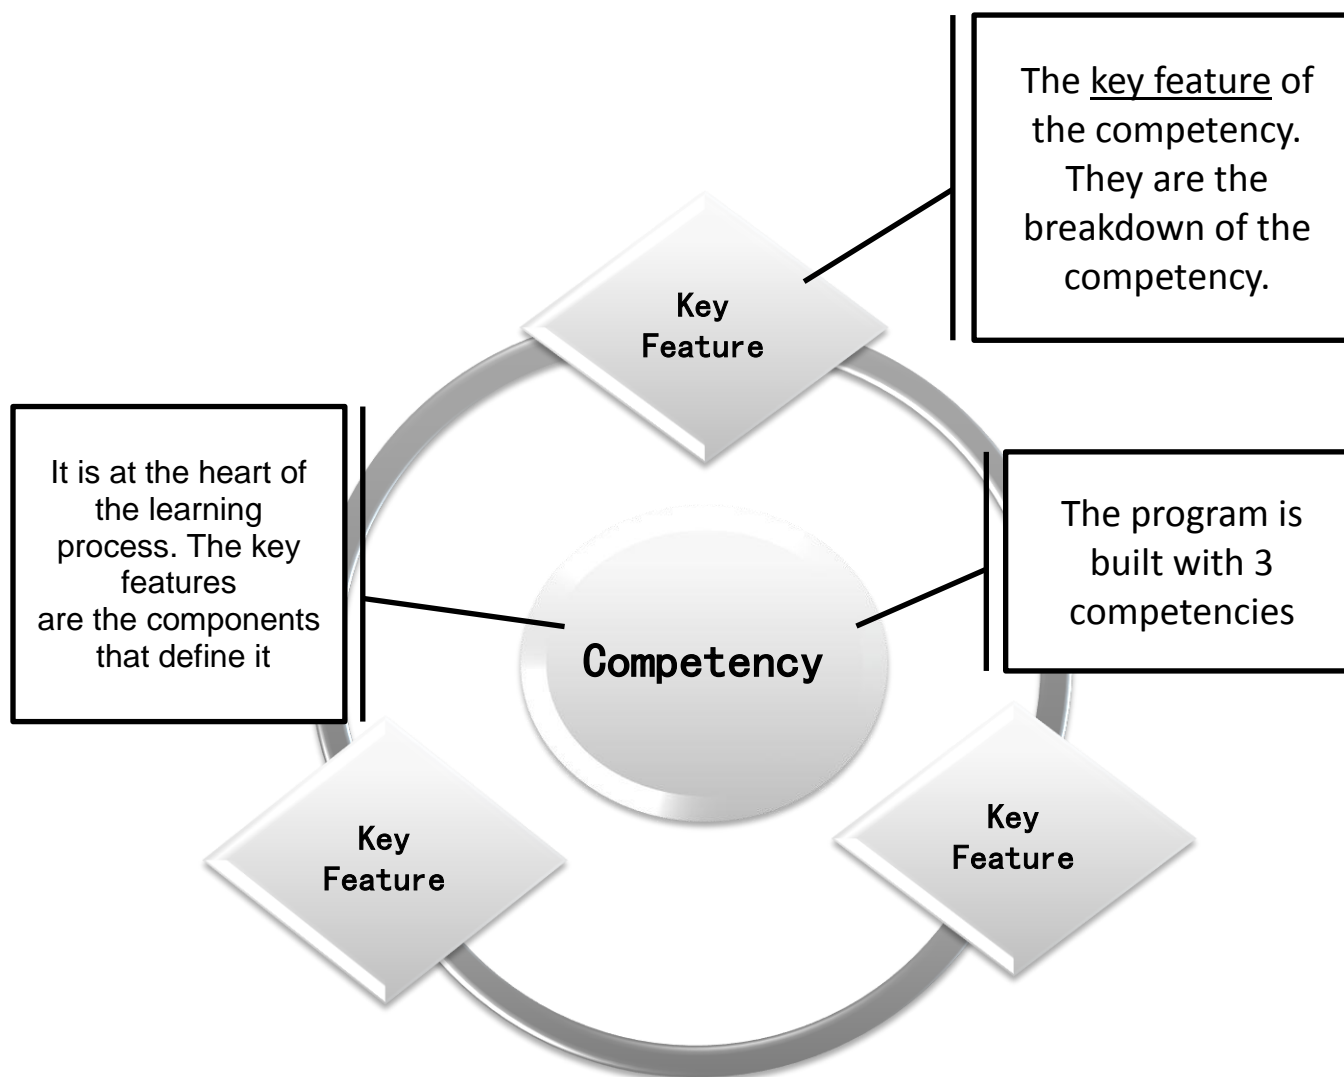 The key feature of
the competency.
They are the
breakdown of the
competency.
Key
Feature
It is at the heart of
the learning
process. The key
features
are the components
that define it
The program is
built with 3
competencies
Competency
Key
Feature
Key
Feature